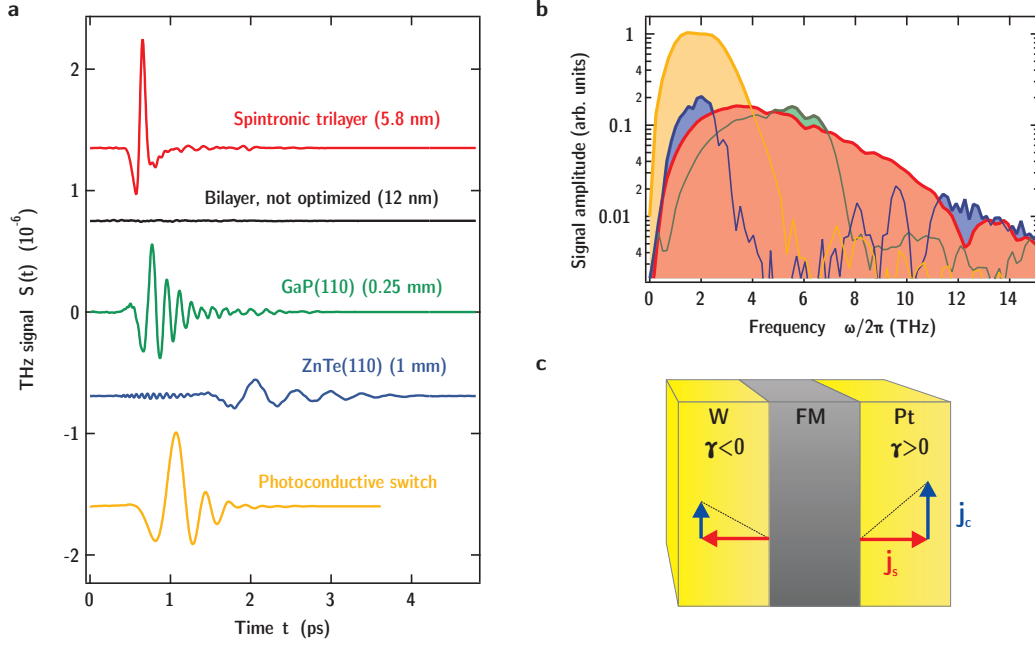 a
2
1
0
-1
-2
THz signal S(t) (10⁻⁶)
Spintronic trilayer (5.8 nm)
Bilayer, not optimized (12 nm)
GaP(110) (0.25 mm)
ZnTe(110) (1 mm)
Photoconductive switch
0 1 2 3 4
Time t (ps)
b
Signal amplitude (arb. units)
1
4
2
0.1
4
2
0.01
4
0 2 4 6 8 10 12 14
Frequency ω/2π (THz)
c
W FM Pt
γ<0 γ>0
j_c
j_s